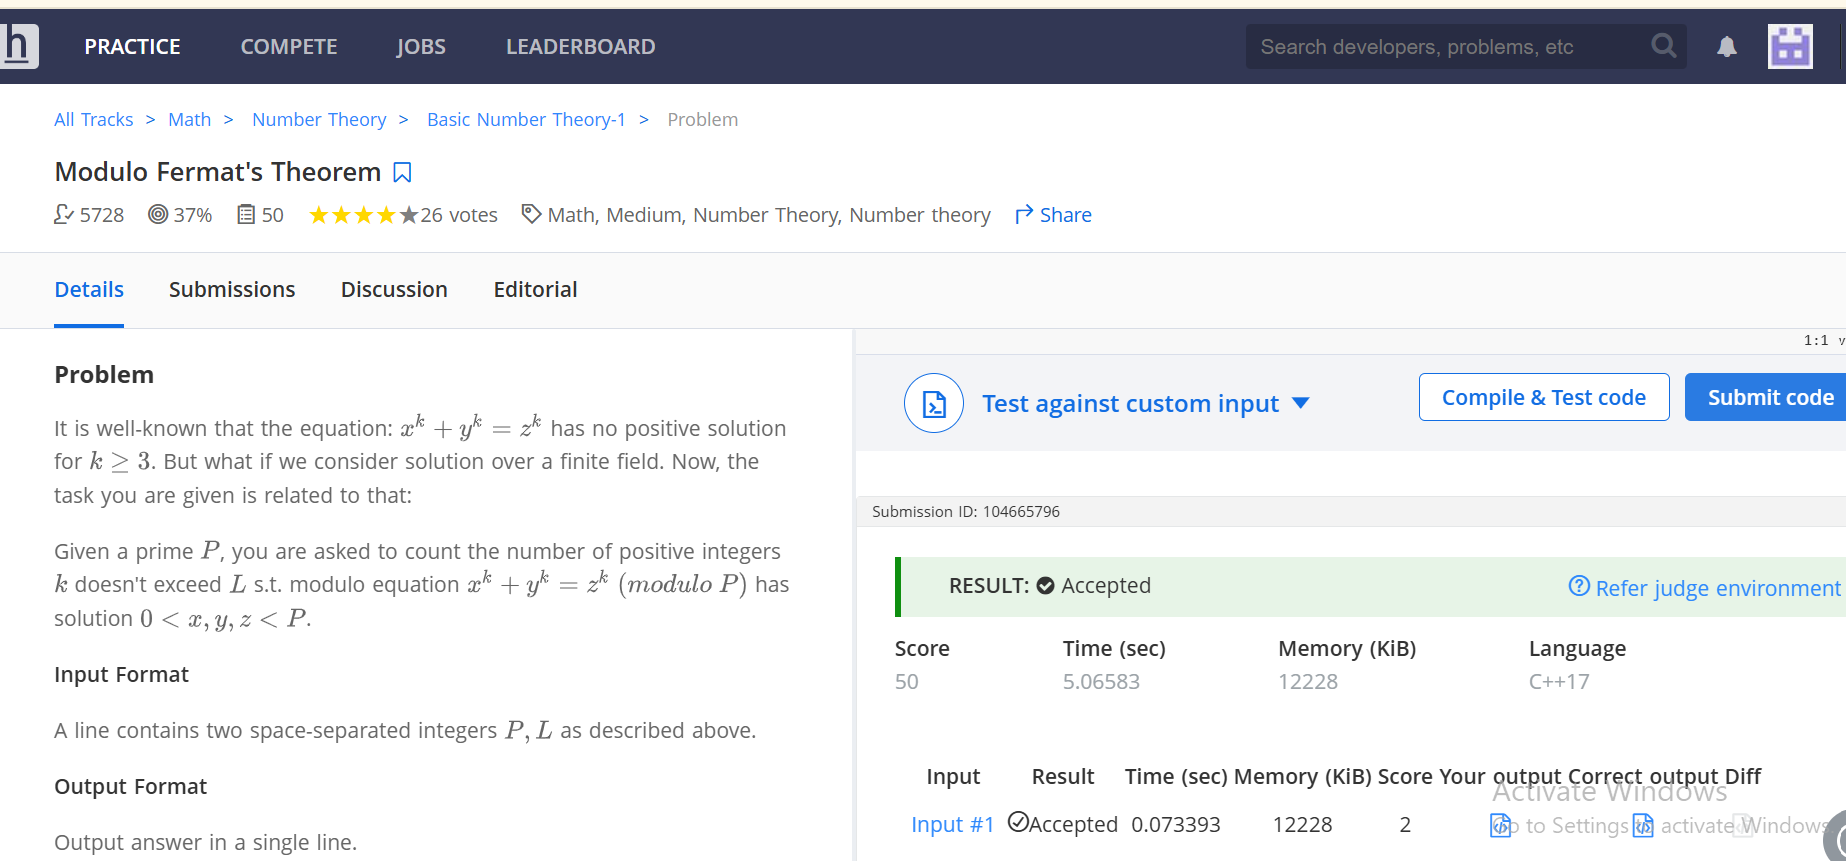 h PRACTICE COMPETE JOBS LEADERBOARD Search developers, problems, etc
All Tracks > Math > Number Theory > Basic Number Theory-1 > Problem
Modulo Fermat's Theorem
5728 37% 50 26 votes Math, Medium, Number Theory, Number theory Share
Details Submissions Discussion Editorial
Problem
It is well-known that the equation: x^k + y^k = z^k has no positive solution
for k ≥ 3. But what if we consider solution over a finite field. Now, the
task you are given is related to that:
Given a prime P, you are asked to count the number of positive integers
k doesn't exceed L s.t. modulo equation x^k + y^k = z^k (modulo P) has
solution 0 < x, y, z < P.
Input Format
A line contains two space-separated integers P, L as described above.
Output Format
Output answer in a single line.
1:1
Test against custom input Compile & Test code Submit code
Submission ID: 104665796
RESULT: Accepted Refer judge environment
Score Time (sec) Memory (KiB) Language
50 5.06583 12228 C++17
Input Result Time (sec) Memory (KiB) Score Your output Correct output Diff
Input #1 Accepted 0.073393 12228 2
Activate Windows
to Settings activate Windows